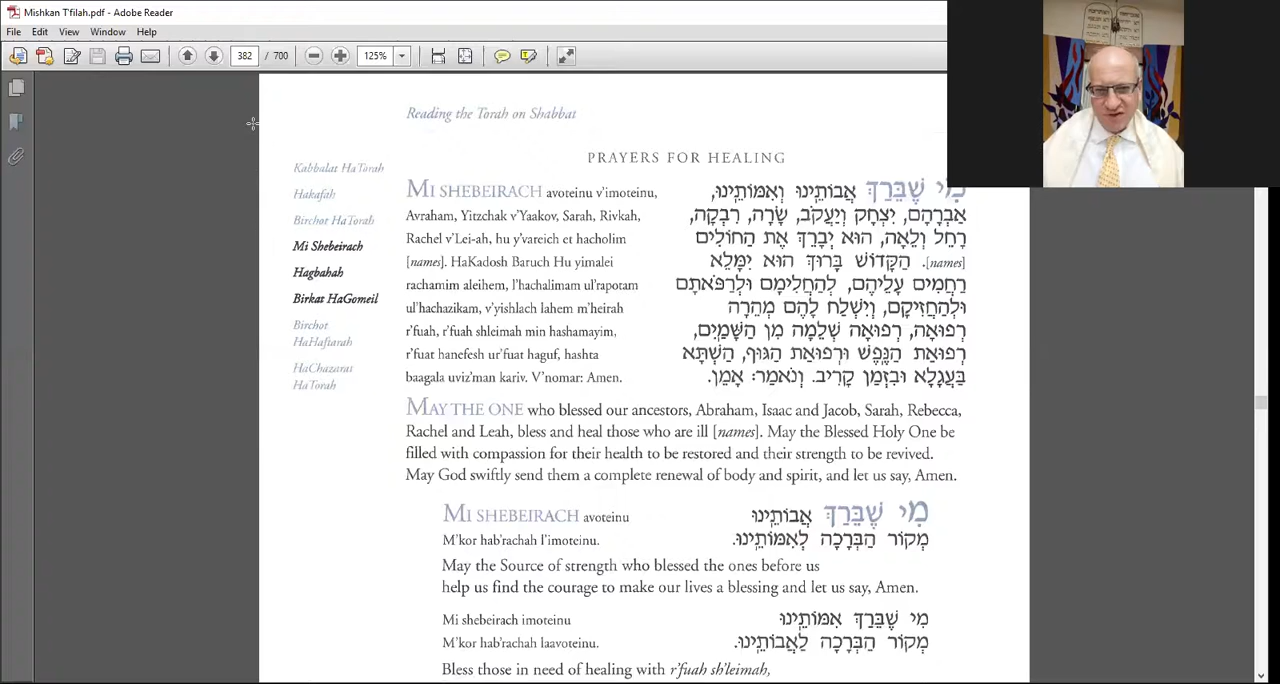 Mishkan T'filah.pdf - Adobe Reader
File Edit View Window Help
382 / 700 125%
Reading the Torah on Shabbat
Kabbalat HaTorah
Hakafah
Birchot HaTorah
Mi Shebeirach
Hagbahah
Birkat HaGomeil
Birchot
HaHaftarah
HaChazarat
HaTorah
PRAYERS FOR HEALING
MI SHEBEIRACH avoteinu v'imoteinu,
Avraham, Yitzchak v'Yaakov, Sarah, Rivkah,
Rachel v'Lei-ah, hu y'vareich et hacholim
[names]. HaKadosh Baruch Hu yimalei
rachamim aleihem, l'hachalimam ul'rapotam
ul'hachazikam, v'yishlach lahem m'heirah
r'fuah, r'fuah shleimah min hashamayim,
r'fuat hanefesh ur'fuat haguf, hashta
baagala uviz'man kariv. V'nomar: Amen.
מִי שֶׁבֵּרַךְ אֲבוֹתֵֽינוּ וְאִמּוֹתֵֽינוּ,
אַבְרָהָם, יִצְחָק וְיַעֲקֹב, שָׂרָה, רִבְקָה,
רָחֵל וְלֵאָה, הוּא יְבָרֵךְ אֶת הַחוֹלִים
[names]. הַקָּדוֹשׁ בָּרוּךְ הוּא יִמָּלֵא
רַחֲמִים עֲלֵיהֶם, לְהַחֲלִימָם וּלְרַפֹּאתָם
וּלְהַחֲזִיקָם, וְיִשְׁלַח לָהֶם מְהֵרָה
רְפוּאָה, רְפוּאָה שְׁלֵמָה מִן הַשָּׁמַֽיִם,
רְפוּאַת הַנֶּֽפֶשׁ וּרְפוּאַת הַגּוּף, הַשְׁתָּא
בַּעֲגָלָא וּבִזְמַן קָרִיב. וְנֹאמַר: אָמֵן.
MAY THE ONE who blessed our ancestors, Abraham, Isaac and Jacob, Sarah, Rebecca,
Rachel and Leah, bless and heal those who are ill [names]. May the Blessed Holy One be
filled with compassion for their health to be restored and their strength to be revived.
May God swiftly send them a complete renewal of body and spirit, and let us say, Amen.
MI SHEBEIRACH avoteinu
M'kor hab'rachah l'imoteinu.
מִי שֶׁבֵּרַךְ אֲבוֹתֵֽינוּ
מְקוֹר הַבְּרָכָה לְאִמּוֹתֵֽינוּ.
May the Source of strength who blessed the ones before us
help us find the courage to make our lives a blessing and let us say, Amen.
Mi shebeirach imoteinu
M'kor hab'rachah laavoteinu.
מִי שֶׁבֵּרַךְ אִמּוֹתֵֽינוּ
מְקוֹר הַבְּרָכָה לַאֲבוֹתֵֽינוּ.
Bless those in need of healing with r'fuah sh'leimah,